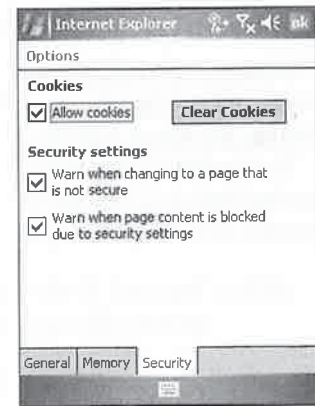 Internet Explorer ok
Options
Cookies
Allow cookies Clear Cookies
Security settings
Warn when changing to a page that
is not secure
Warn when page content is blocked
due to security settings
General Memory Security